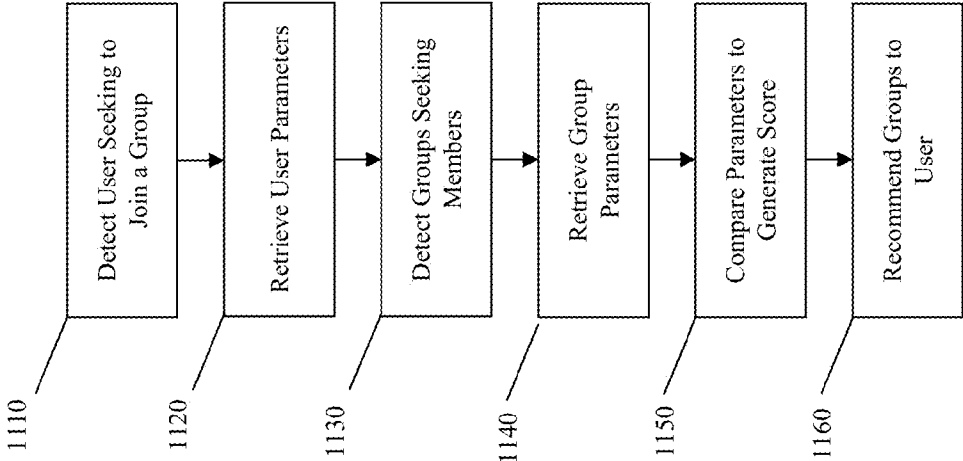 1110
Detect User Seeking to
Join a Group
1120
Retrieve User Parameters
1130
Detect Groups Seeking
Members
1140
Retrieve Group
Parameters
1150
Compare Parameters to
Generate Score
1160
Recommend Groups to
User